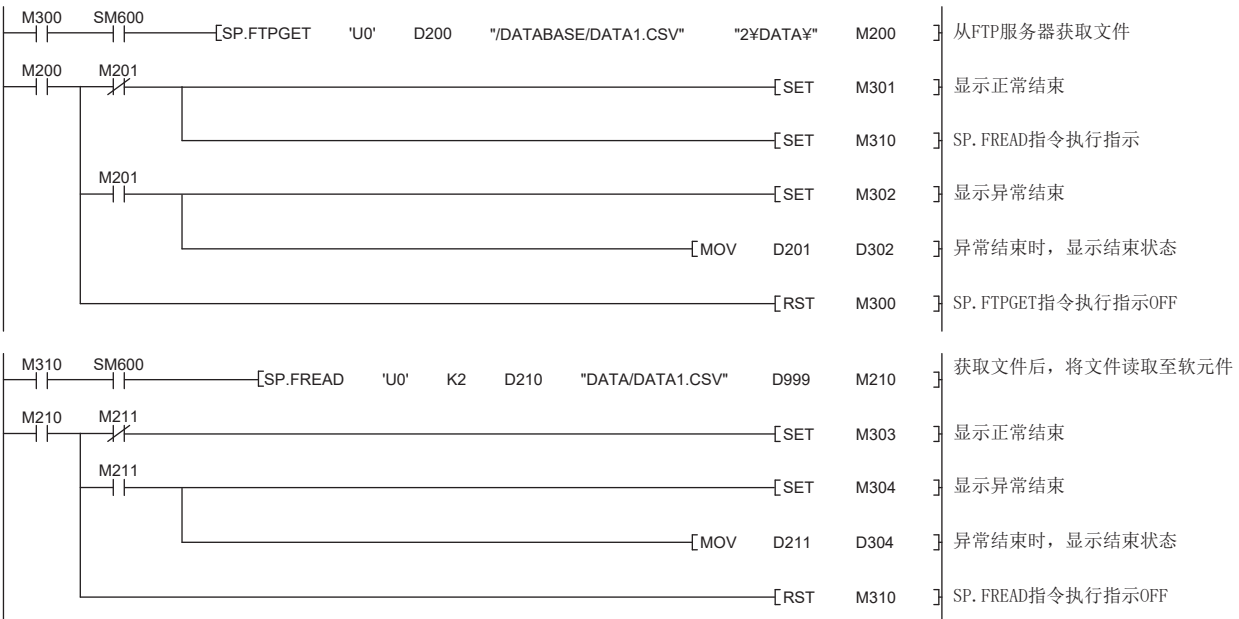 M300 SM600
SP.FTPGET 'U0' D200 "/DATABASE/DATA1.CSV" "2¥DATA¥" M200 从FTP服务器获取文件
M200 M201
SET M301 显示正常结束
SET M310 SP.FREAD指令执行指示
M201
SET M302 显示异常结束
MOV D201 D302 异常结束时，显示结束状态
RST M300 SP.FTPGET指令执行指示OFF
M310 SM600
SP.FREAD 'U0' K2 D210 "DATA/DATA1.CSV" D999 M210 获取文件后，将文件读取至软元件
M210 M211
SET M303 显示正常结束
M211
SET M304 显示异常结束
MOV D211 D304 异常结束时，显示结束状态
RST M310 SP.FREAD指令执行指示OFF